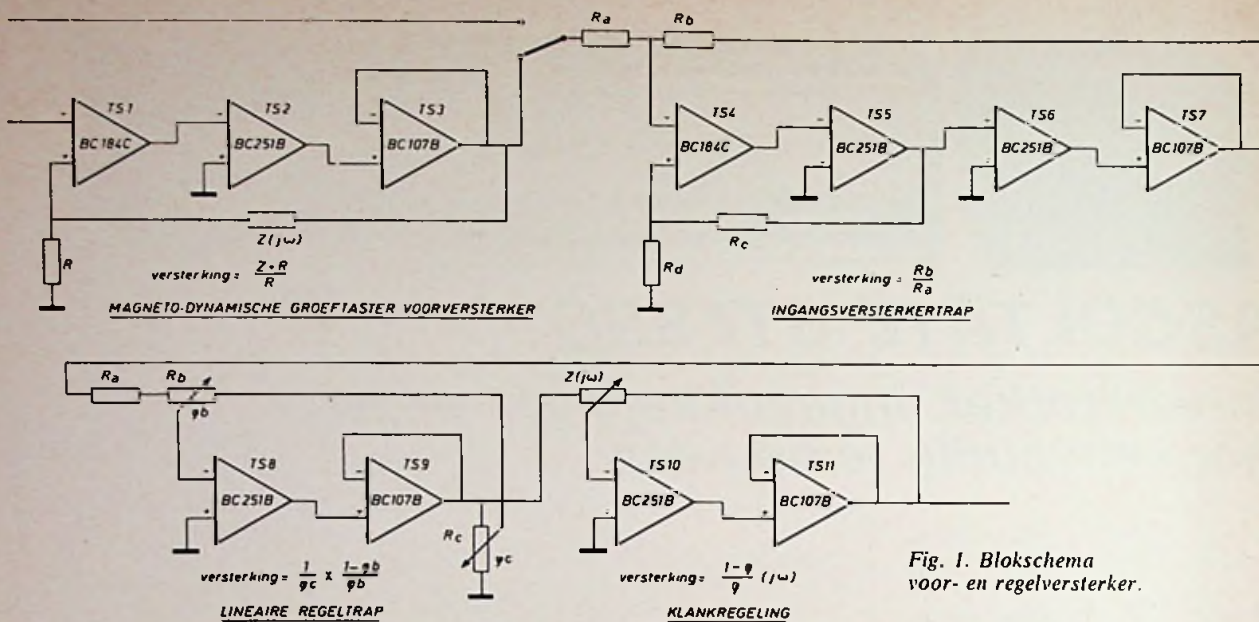 Ra
Rb
TS1
BC184C
TS2
BC251B
TS3
BC107B
TS4
BC184C
TS5
BC251B
TS6
BC251B
TS7
BC107B
Z(jω)
R
versterking = Z+R / R
MAGNETO-DYNAMISCHE GROEFTASTER VOORVERSTERKER
Rc
Rd
versterking = Rb / Ra
INGANGSVERSTERKERTRAP
Ra
Rb
φb
TS8
BC251B
TS9
BC107B
Rc
φc
versterking = 1 / φc x 1-φb / φb
LINEAIRE REGELTRAP
Z(jω)
TS10
BC251B
TS11
BC107B
versterking = 1-φ / φ (jω)
KLANKREGELING
Fig. 1. Blokschema
voor- en regelversterker.